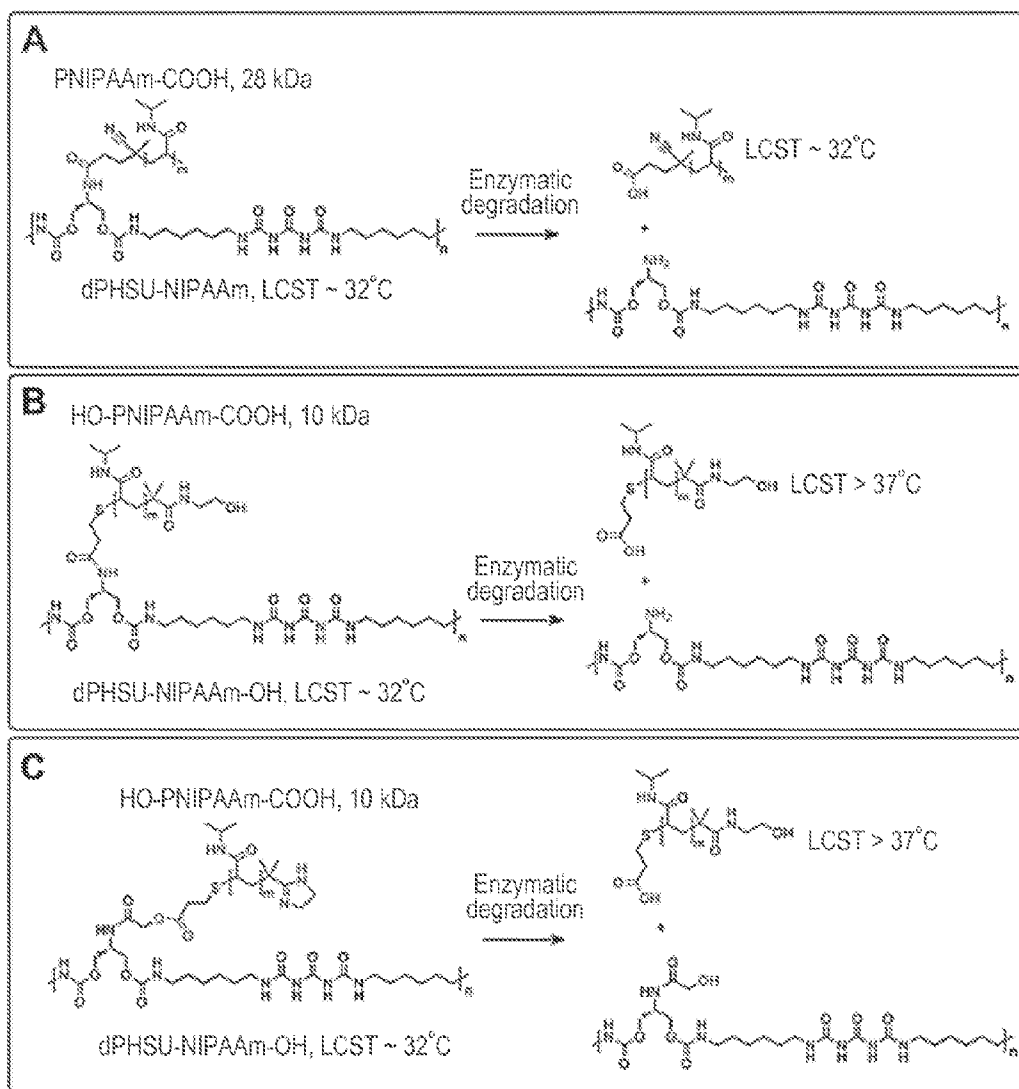 A
PNIPAAm-COOH, 28 kDa
LCST ~ 32°C
Enzymatic
degradation
dPHSU-NIPAAm, LCST ~ 32°C
B
HO-PNIPAAm-COOH, 10 kDa
LCST > 37°C
Enzymatic
degradation
dPHSU-NIPAAm-OH, LCST ~ 32°C
C
HO-PNIPAAm-COOH, 10 kDa
LCST > 37°C
Enzymatic
degradation
dPHSU-NIPAAm-OH, LCST ~ 32°C